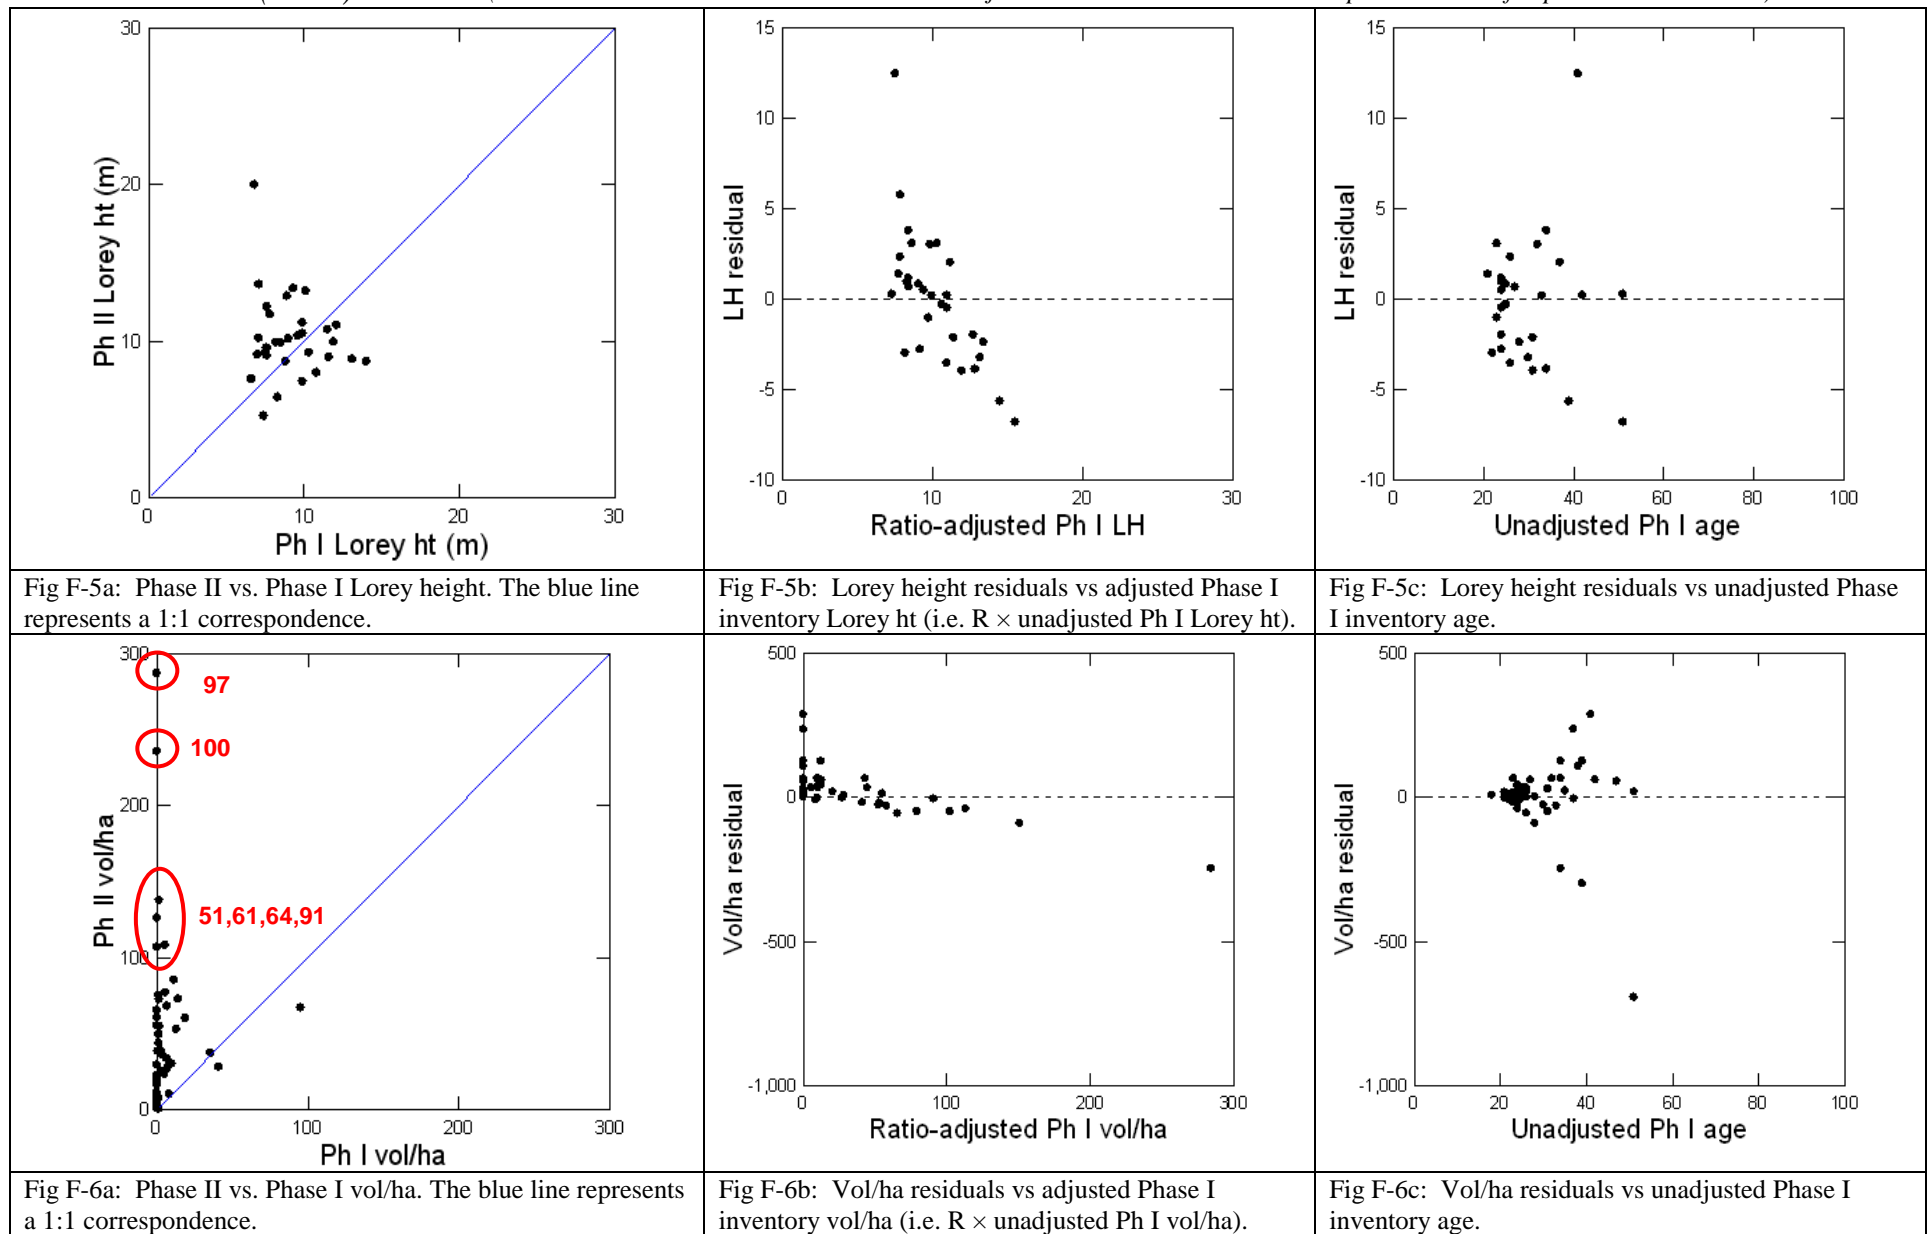 30
20
10
0
0
10
20
30
Ph II Lorey ht (m)
Ph I Lorey ht (m)
15
10
5
0
-5
-10
0
10
20
30
LH residual
Ratio-adjusted Ph I LH
15
10
5
0
-5
-10
0
20
40
60
80
100
LH residual
Unadjusted Ph I age
Fig F-5a: Phase II vs. Phase I Lorey height. The blue line
represents a 1:1 correspondence.
Fig F-5b: Lorey height residuals vs adjusted Phase I
inventory Lorey ht (i.e. R × unadjusted Ph I Lorey ht).
Fig F-5c: Lorey height residuals vs unadjusted Phase
I inventory age.
300
200
100
0
0
100
200
300
97
100
51,61,64,91
Ph II vol/ha
Ph I vol/ha
500
0
-500
-1,000
0
100
200
300
Vol/ha residual
Ratio-adjusted Ph I vol/ha
500
0
-500
-1,000
0
20
40
60
80
100
Vol/ha residual
Unadjusted Ph I age
Fig F-6a: Phase II vs. Phase I vol/ha. The blue line represents
a 1:1 correspondence.
Fig F-6b: Vol/ha residuals vs adjusted Phase I
inventory vol/ha (i.e. R × unadjusted Ph I vol/ha).
Fig F-6c: Vol/ha residuals vs unadjusted Phase I
inventory age.